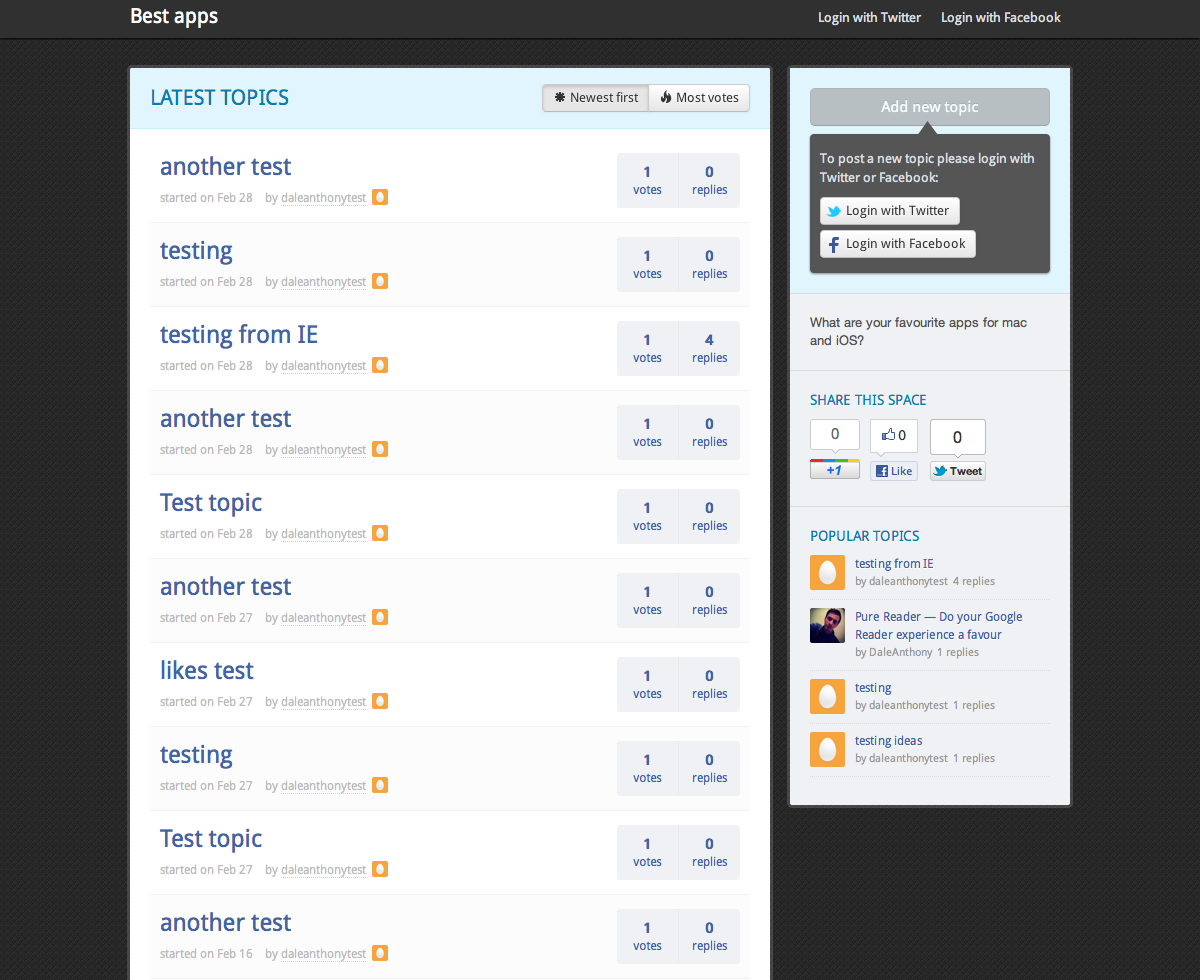 Best apps
Login with Twitter
Login with Facebook
LATEST TOPICS
Newest first
Most votes
another test
started on Feb 28 by daleanthonytest
1 votes
0 replies
testing
started on Feb 28 by daleanthonytest
1 votes
0 replies
testing from IE
started on Feb 28 by daleanthonytest
1 votes
4 replies
another test
started on Feb 28 by daleanthonytest
1 votes
0 replies
Test topic
started on Feb 28 by daleanthonytest
1 votes
0 replies
another test
started on Feb 27 by daleanthonytest
1 votes
0 replies
likes test
started on Feb 27 by daleanthonytest
1 votes
0 replies
testing
started on Feb 27 by daleanthonytest
1 votes
0 replies
Test topic
started on Feb 27 by daleanthonytest
1 votes
0 replies
another test
started on Feb 16 by daleanthonytest
1 votes
0 replies
Add new topic
To post a new topic please login with
Twitter or Facebook:
Login with Twitter
Login with Facebook
What are your favourite apps for mac
and iOS?
SHARE THIS SPACE
0
0
0
+1
Like
Tweet
POPULAR TOPICS
testing from IE
by daleanthonytest 4 replies
Pure Reader — Do your Google
Reader experience a favour
by DaleAnthony 1 replies
testing
by daleanthonytest 1 replies
testing ideas
by daleanthonytest 1 replies